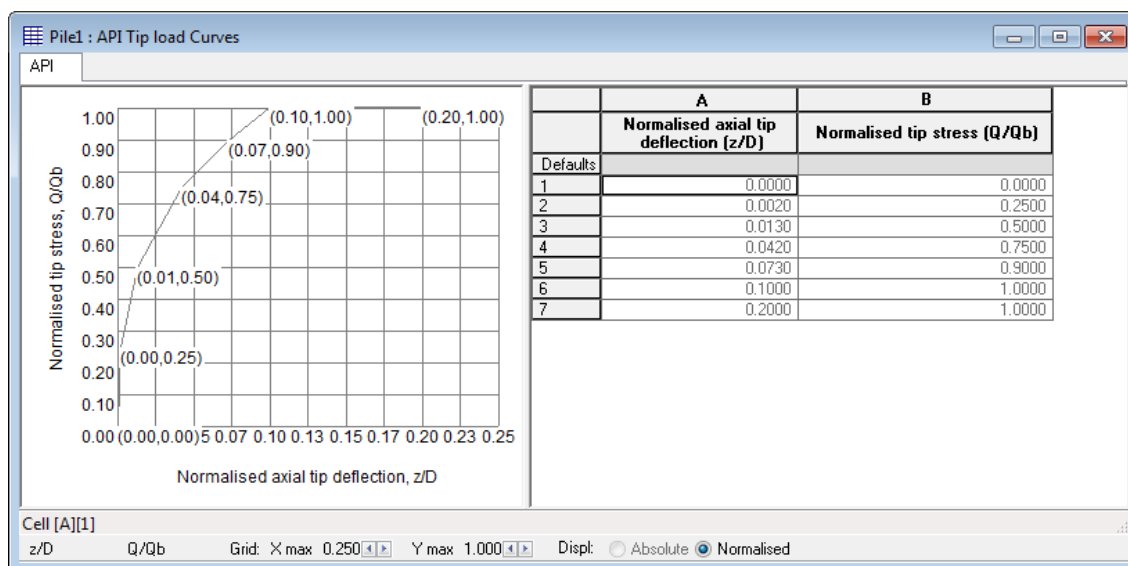 Pile1 : API Tip load Curves
API
Normalised tip stress, Q/Qb
1.00
0.90
0.80
0.70
0.60
0.50
0.40
0.30
0.20
0.10
0.00
(0.10,1.00)
(0.20,1.00)
(0.07,0.90)
(0.04,0.75)
(0.01,0.50)
(0.00,0.25)
(0.00,0.00)5 0.07 0.10 0.13 0.15 0.17 0.20 0.23 0.25
Normalised axial tip deflection, z/D
A B
Normalised axial tip
deflection (z/D)
Normalised tip stress (Q/Qb)
Defaults
1 0.0000 0.0000
2 0.0020 0.2500
3 0.0130 0.5000
4 0.0420 0.7500
5 0.0730 0.9000
6 0.1000 1.0000
7 0.2000 1.0000
Cell [A][1]
z/D Q/Qb Grid: X max 0.250 Y max 1.000 Displ: Absolute Normalised